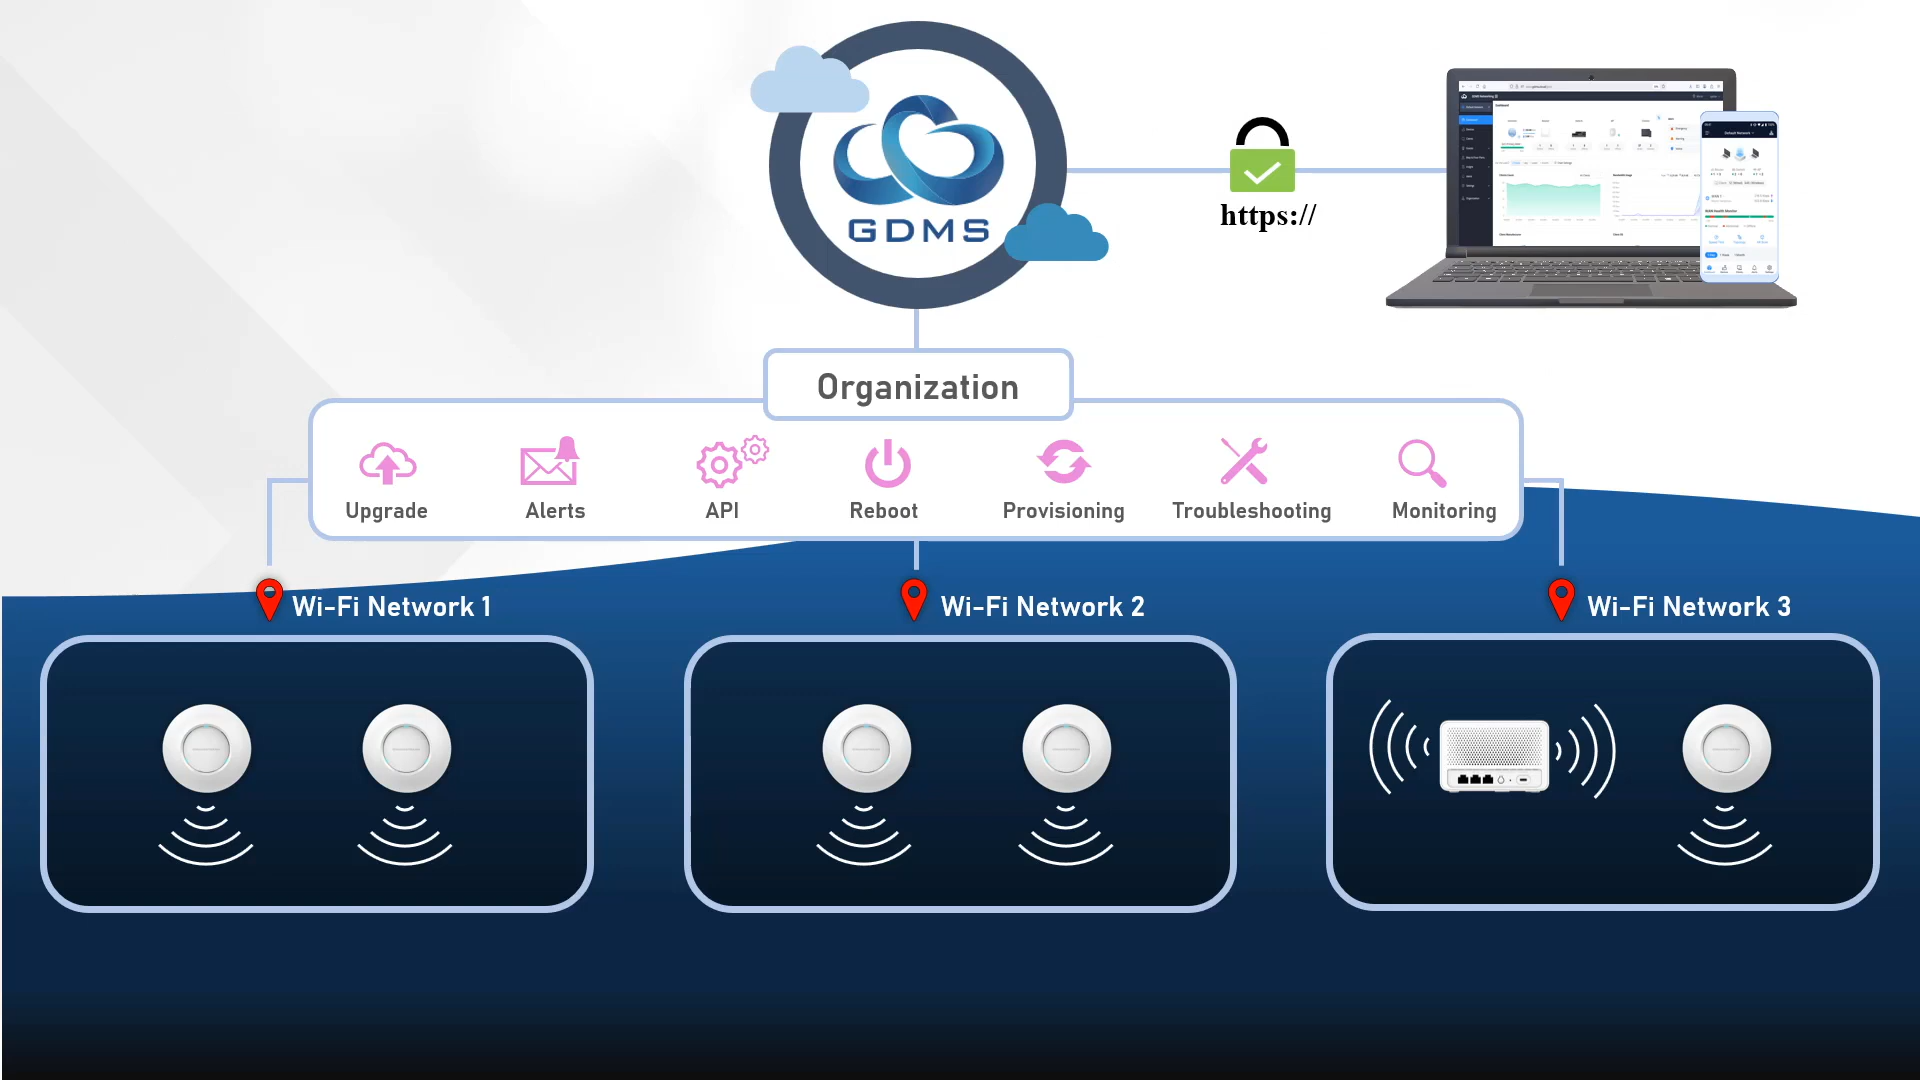 GDMS
https://
Organization
Upgrade
Alerts
API
Reboot
Provisioning
Troubleshooting
Monitoring
Wi-Fi Network 1
Wi-Fi Network 2
Wi-Fi Network 3